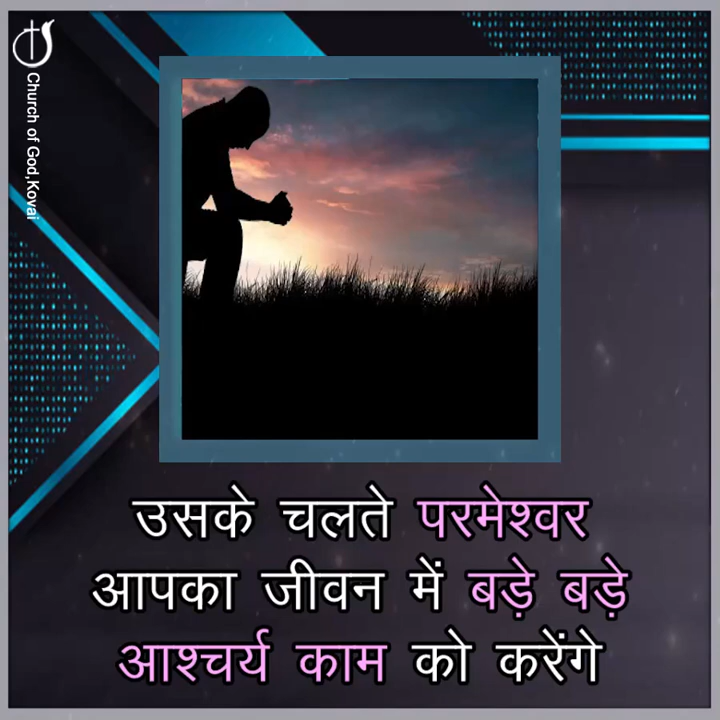 Church of God,Kovai
उसके चलते परमेश्वर
आपका जीवन में बड़े बड़े
आश्चर्य काम को करेंगे